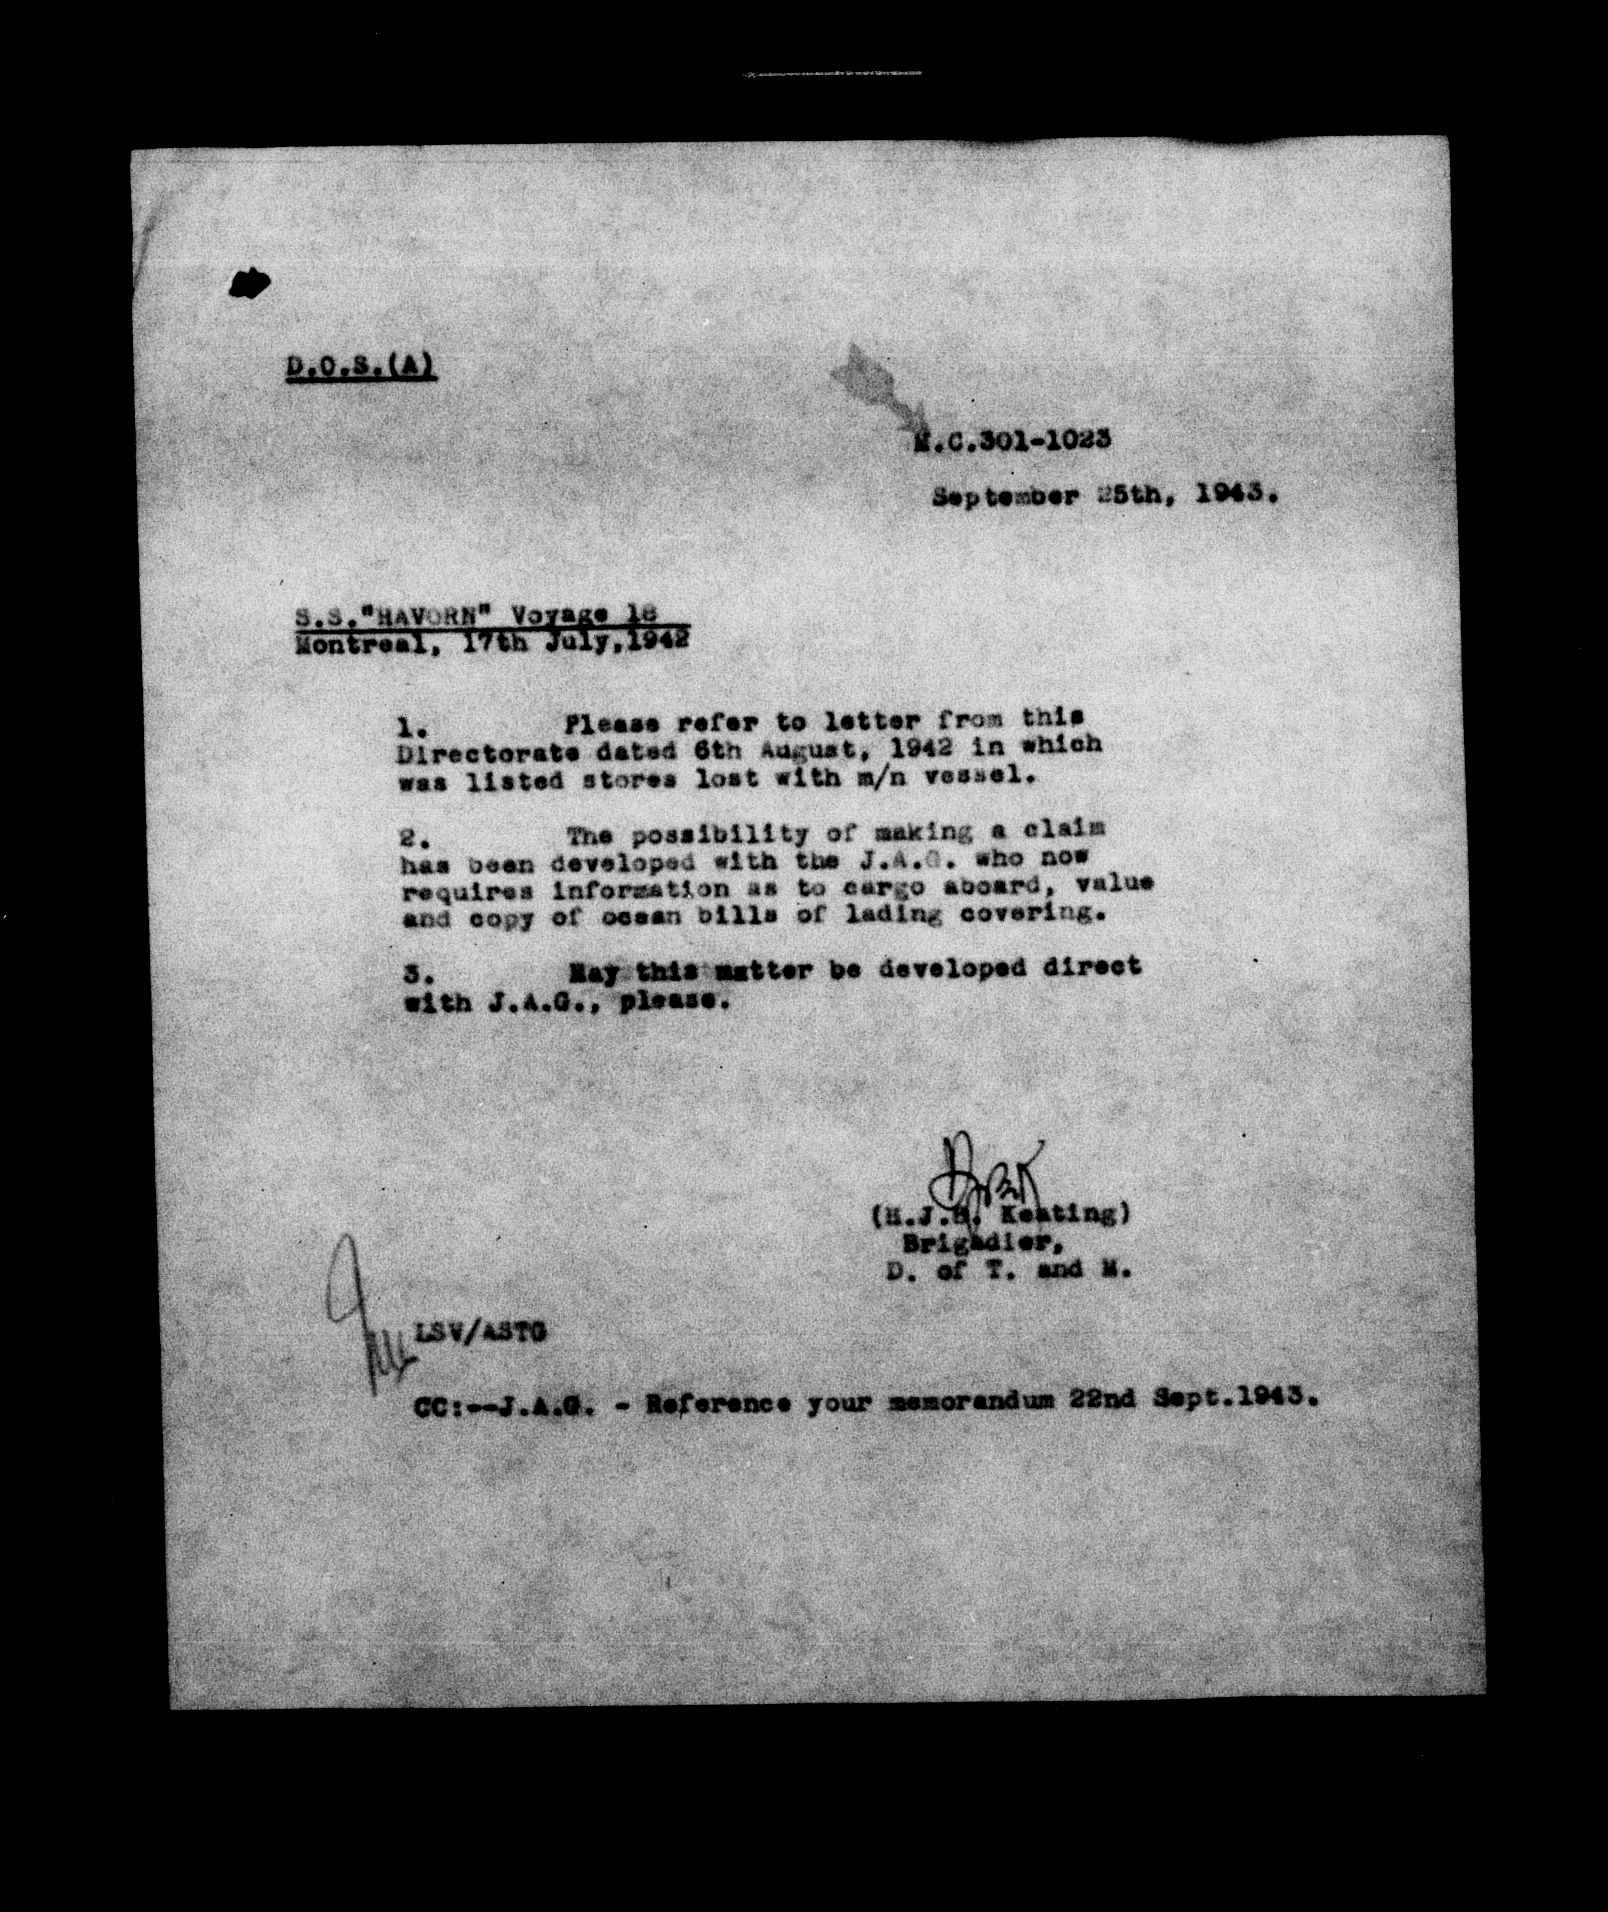 D.O.S.(A)
M.C.301-1023
September 25th, 1943.
S.S."HAVORN" Voyage 18
Montreal, 17th July,1942
1. Please refer to letter from this
Directorate dated 6th August, 1942 in which
was listed stores lost with m/n vessel.
2. The possibility of making a claim
has been developed with the J.A.G. who now
requires information as to cargo aboard, value
and copy of ocean bills of lading covering.
3. May this matter be developed direct
with J.A.G., please.
(H.J.B. Keating)
Brigadier,
D. of T. and M.
LSV/ASTG
CC:--J.A.G. - Reference your memorandum 22nd Sept.1943.